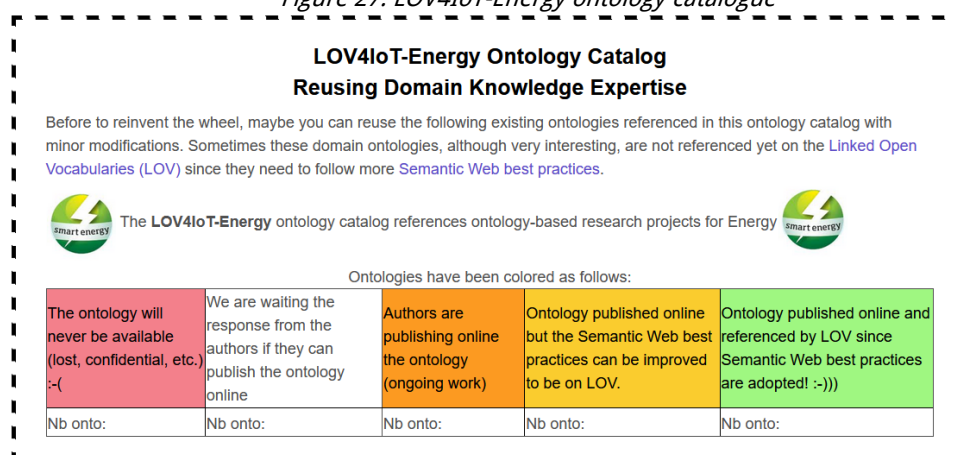 Figure 27: LOV4IoT-Energy ontology catalogue
LOV4IoT-Energy Ontology Catalog
Reusing Domain Knowledge Expertise
Before to reinvent the wheel, maybe you can reuse the following existing ontologies referenced in this ontology catalog with
minor modifications. Sometimes these domain ontologies, although very interesting, are not referenced yet on the Linked Open
Vocabularies (LOV) since they need to follow more Semantic Web best practices.
smart energy
The LOV4IoT-Energy ontology catalog references ontology-based research projects for Energy
smart energy
Ontologies have been colored as follows:
The ontology will
never be available
(lost, confidential, etc.)
:-(
We are waiting the
response from the
authors if they can
publish the ontology
online
Authors are
publishing online
the ontology
(ongoing work)
Ontology published online
but the Semantic Web best
practices can be improved
to be on LOV.
Ontology published online and
referenced by LOV since
Semantic Web best practices
are adopted! :-)))
Nb onto:
Nb onto:
Nb onto:
Nb onto:
Nb onto: